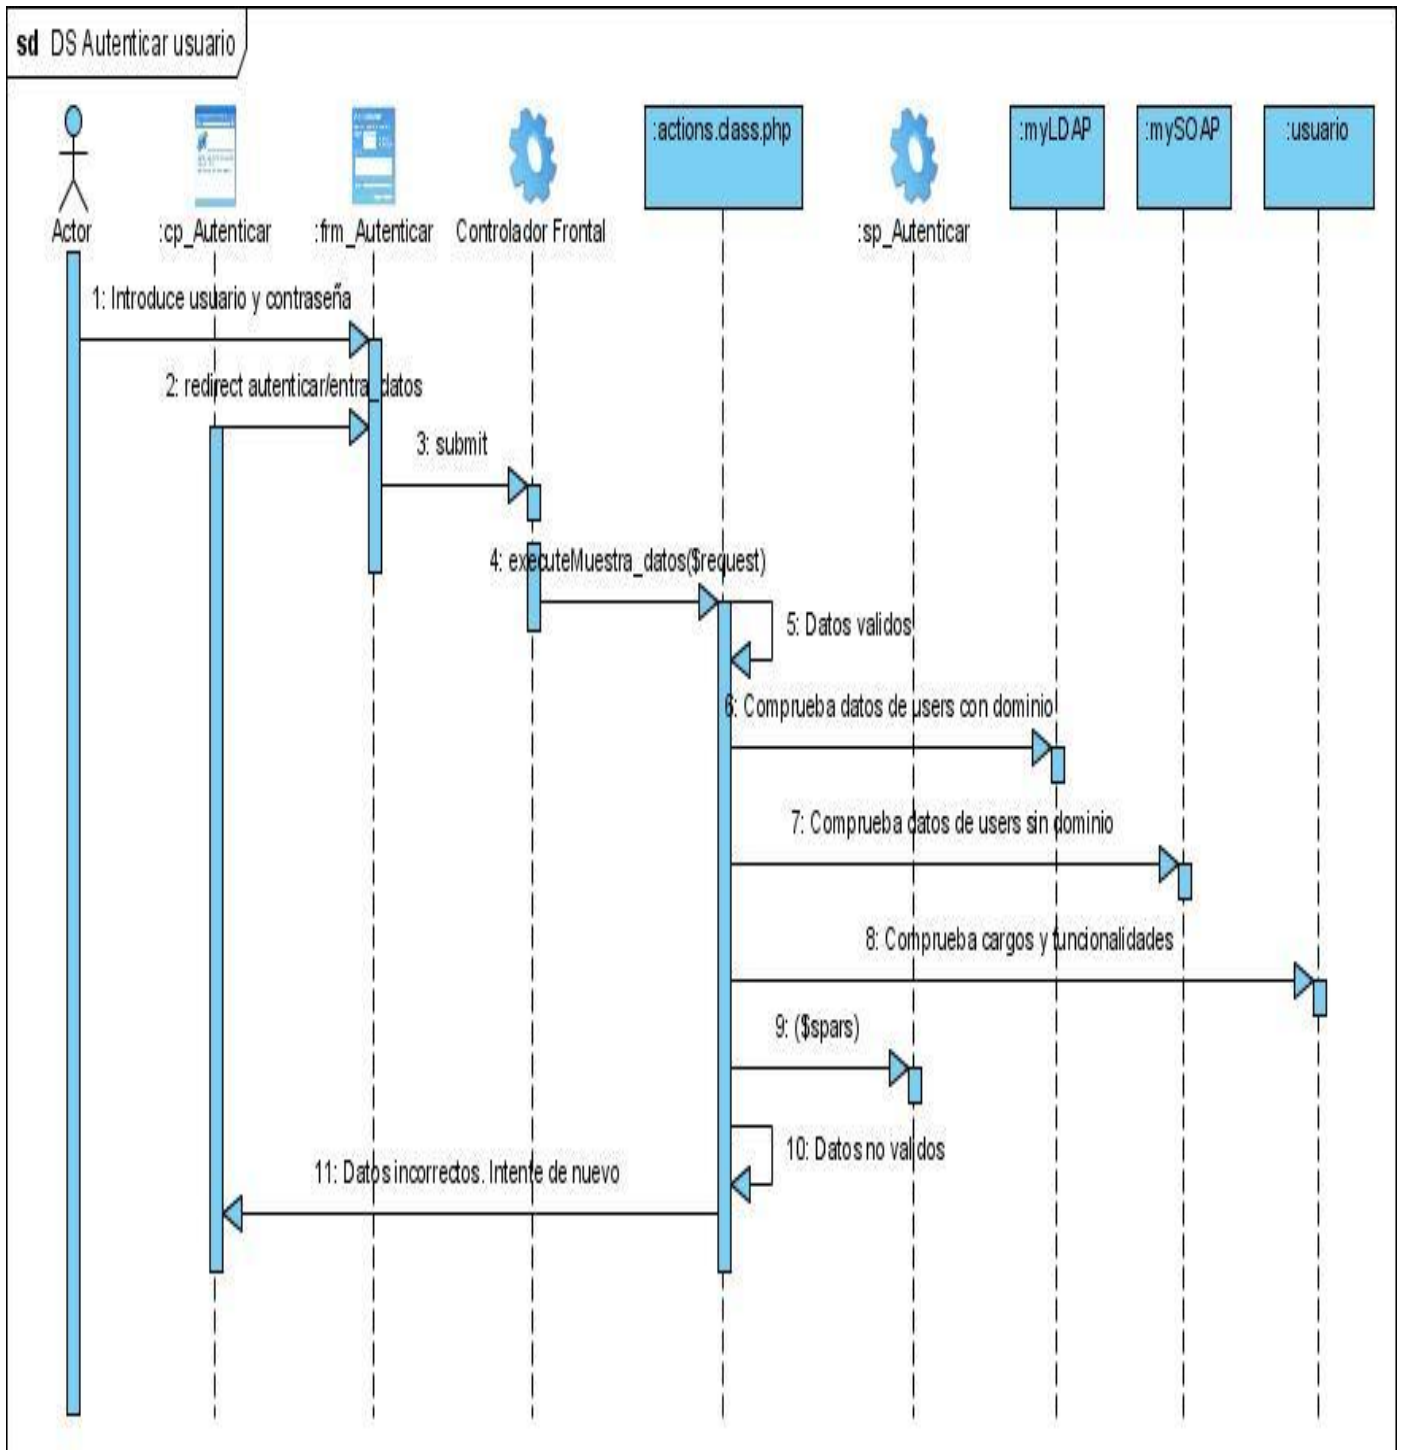 sd DS Autenticar usuario
:actions.class.php
:myLDAP
:mySOAP
:usuario
Actor
:cp_Autenticar
:frm_Autenticar
Controlador Frontal
:sp_Autenticar
1: Introduce usuario y contraseña
2: redirect autenticar/entra_datos
3: submit
4: executeMuestra_datos($request)
5: Datos validos
6: Comprueba datos de users con dominio
7: Comprueba datos de users sin dominio
8: Comprueba cargos y funcionalidades
9: ($spars)
10: Datos no validos
11: Datos incorrectos. Intente de nuevo